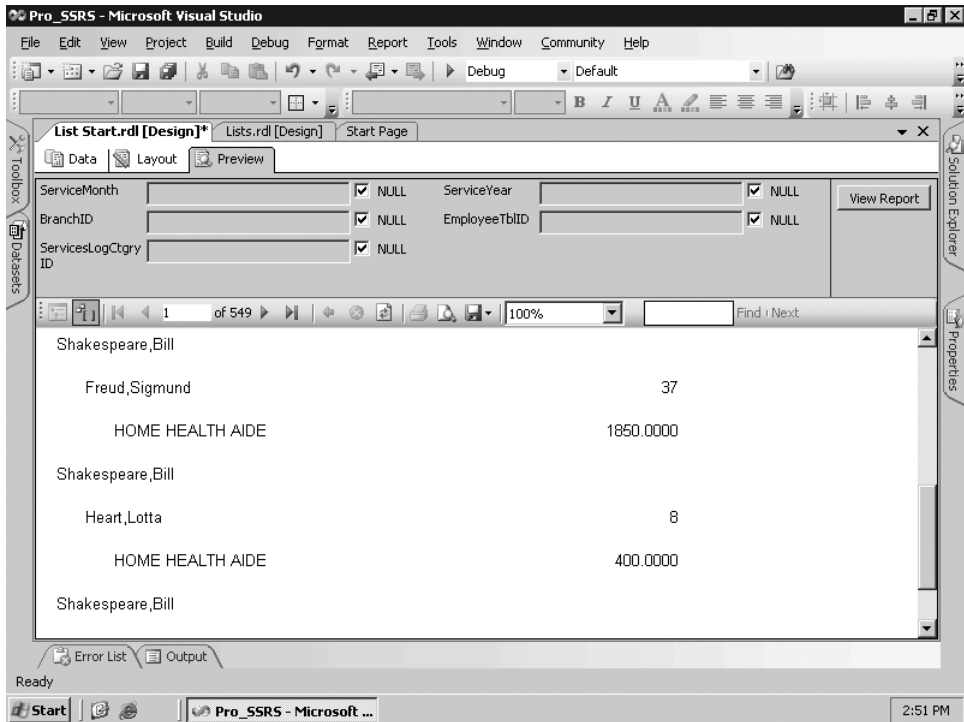 Pro_SSRS - Microsoft Visual Studio
File Edit View Project Build Debug Format Report Tools Window Community Help
Debug Default
B I U A
List Start.rdl [Design]* Lists.rdl [Design] Start Page
Data Layout Preview
Toolbox
Datasets
Solution Explorer
Properties
ServiceMonth NULL ServiceYear NULL View Report
BranchID NULL EmployeeTblID NULL
ServicesLogCtgry NULL
ID
1 of 549 100% Find Next
Shakespeare,Bill
Freud,Sigmund 37
HOME HEALTH AIDE 1850.0000
Shakespeare,Bill
Heart,Lotta 8
HOME HEALTH AIDE 400.0000
Shakespeare,Bill
Error List Output
Ready
Start Pro_SSRS - Microsoft ... 2:51 PM